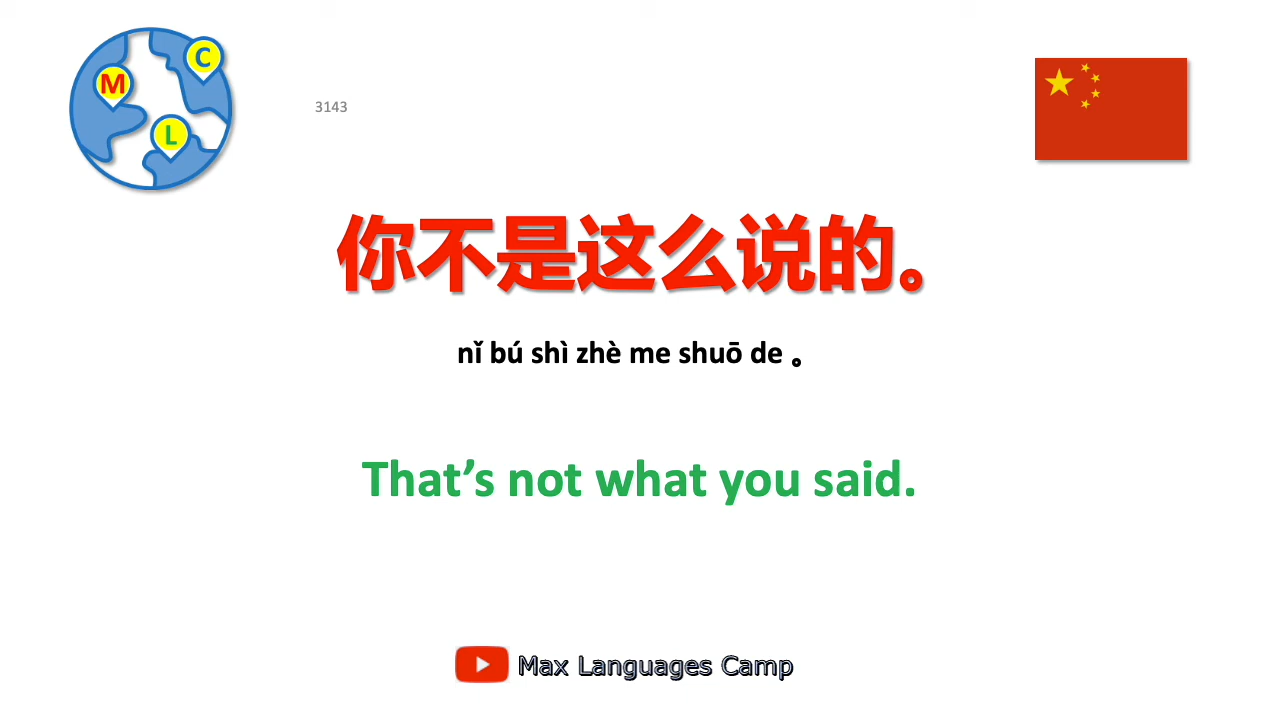 M
C
L
3143
你不是这么说的。
nǐ bú shì zhè me shuō de 。
That’s not what you said.
Max Languages Camp